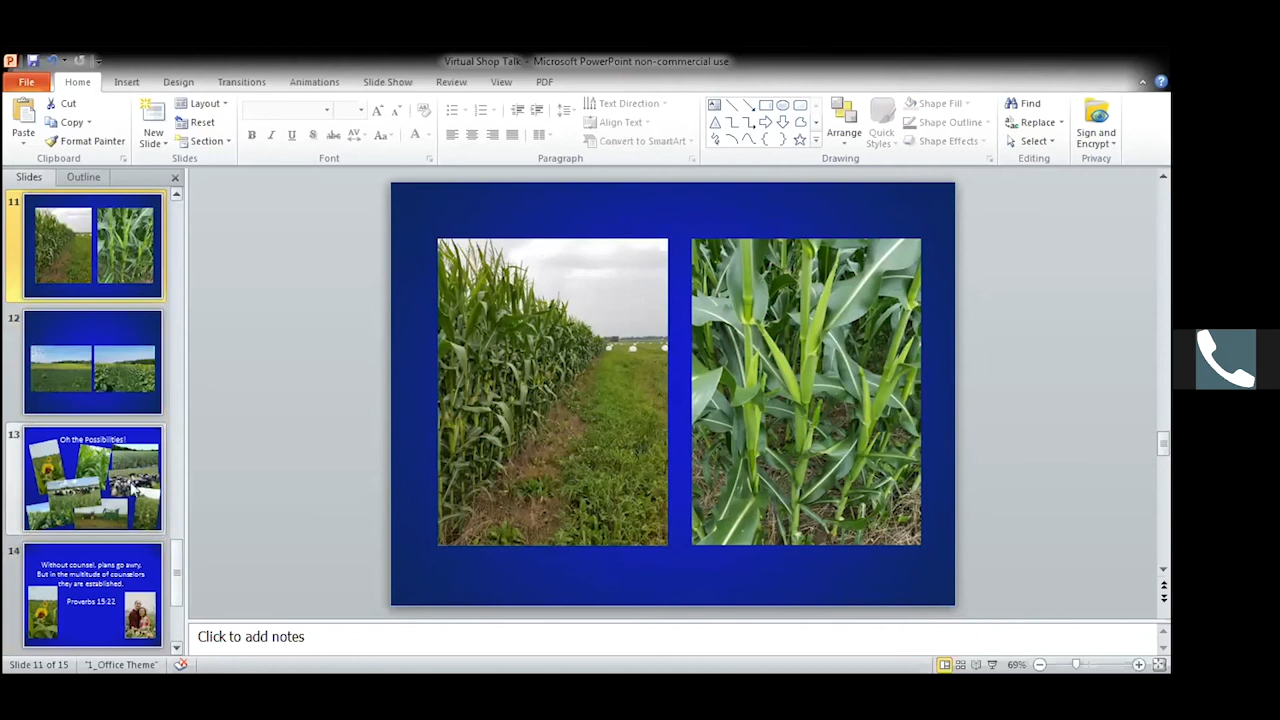 Virtual Shop Talk - Microsoft PowerPoint non-commercial use
File Home Insert Design Transitions Animations Slide Show Review View PDF
Cut Copy Format Painter Paste Clipboard
New Slide Layout Reset Section Slides
B I U S abc AV Aa A Font
Text Direction Align Text Convert to SmartArt Paragraph
Arrange Quick Styles Shape Fill Shape Outline Shape Effects Drawing
Find Replace Select Editing
Sign and Encrypt Privacy
Slides Outline
11
12
13
Oh the Possibilities!
14
Without counsel, plans go awry.
But in the multitude of counselors
they are established.
Proverbs 15:22
Click to add notes
Slide 11 of 15 "1_Office Theme" 69%